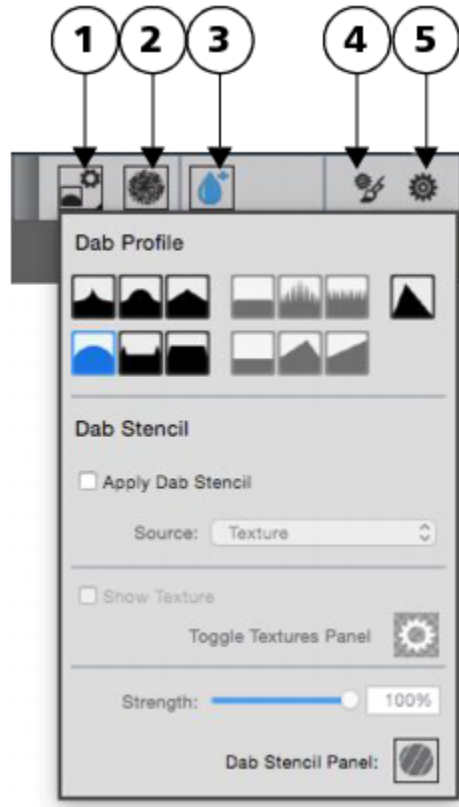 1 2 3 4 5
Dab Profile
Dab Stencil
Apply Dab Stencil
Source: Texture
Show Texture
Toggle Textures Panel
Strength: 100%
Dab Stencil Panel: